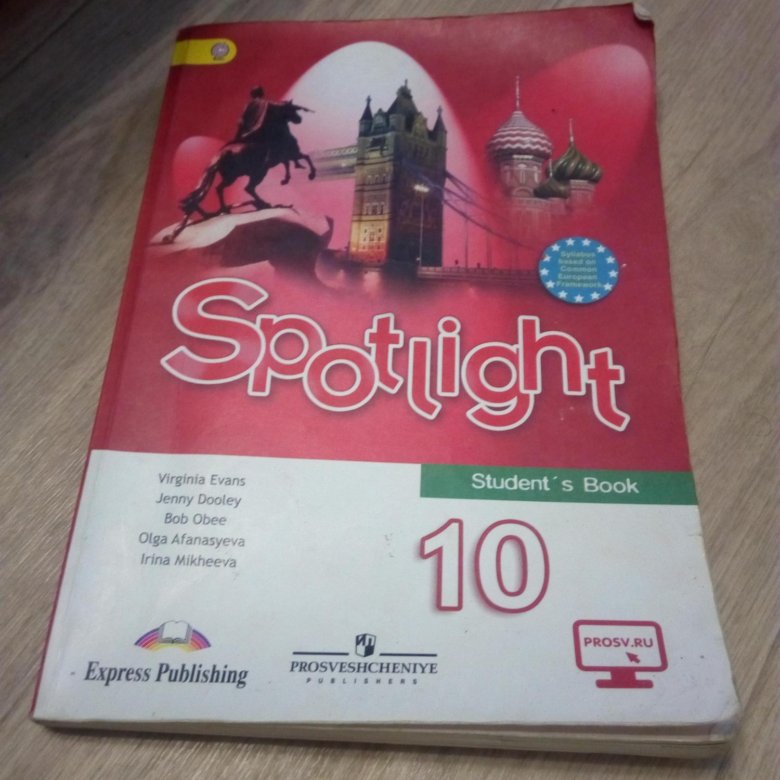 Syllabus
based on
Common
European
Framework
Spotlight
Student´s Book
10
Virginia Evans
Jenny Dooley
Bob Obee
Olga Afanasyeva
Irina Mikheeva
Express Publishing
PROSVESHCHENIYE
PUBLISHERS
PROSV.RU